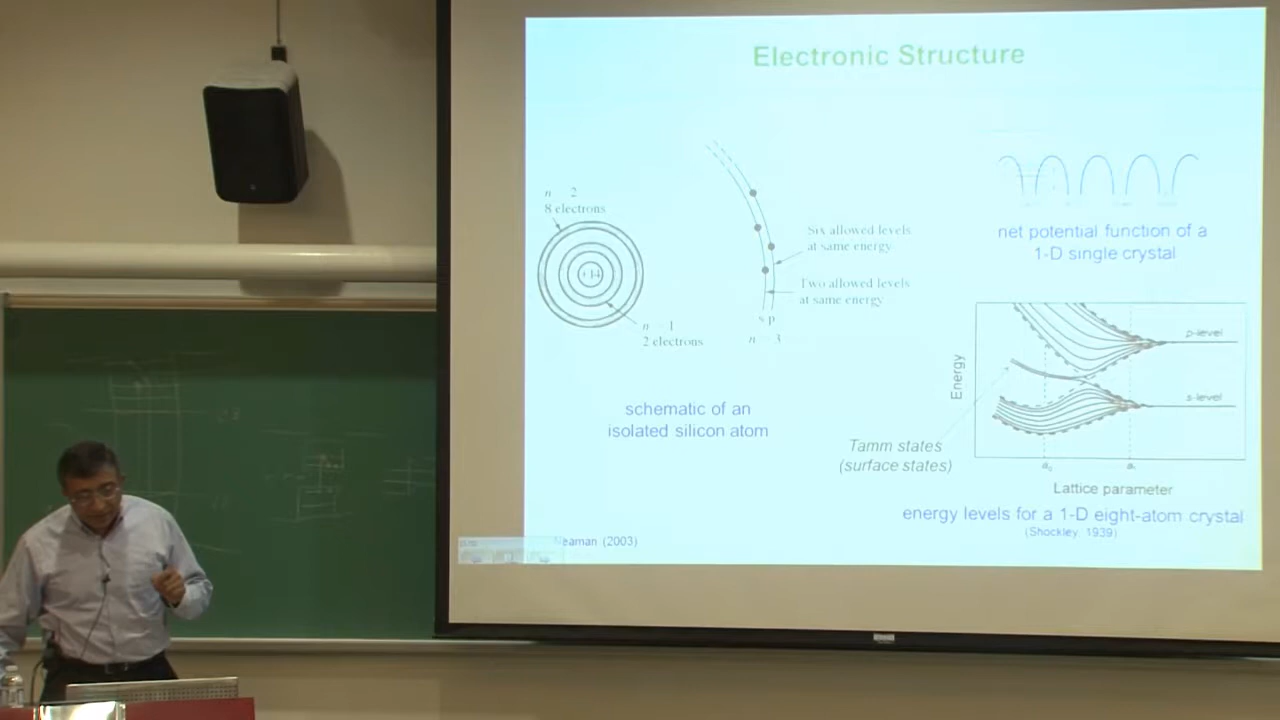 Electronic Structure
n = 2
8 electrons
+14
n = 1
2 electrons
schematic of an
isolated silicon atom
Six allowed levels
at same energy
Two allowed levels
at same energy
s p
n = 3
net potential function of a
1-D single crystal
Energy
p-level
s-level
Tamm states
(surface states)
Lattice parameter
energy levels for a 1-D eight-atom crystal
(Shockley, 1939)
(2003)